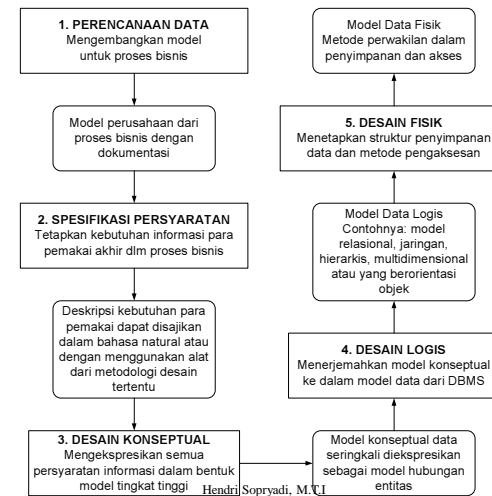 1. PERENCANAAN DATA
Mengembangkan model
untuk proses bisnis
Model perusahaan dari
proses bisnis dengan
dokumentasi
2. SPESIFIKASI PERSYARATAN
Tetapkan kebutuhan informasi para
pemakai akhir dlm proses bisnis
Deskripsi kebutuhan para
pemakai dapat disajikan
dalam bahasa natural atau
dengan menggunakan alat
dari metodologi desain
tertentu
3. DESAIN KONSEPTUAL
Mengekspresikan semua
persyaratan informasi dalam bentuk
model tingkat tinggi
Model konseptual data
seringkali diekspresikan
sebagai model hubungan
entitas
4. DESAIN LOGIS
Menerjemahkan model konseptual
ke dalam model data dari DBMS
Model Data Logis
Contohnya: model
relasional, jaringan,
hierarkis, multidimensional
atau yang berorientasi
objek
5. DESAIN FISIK
Menetapkan struktur penyimpanan
data dan metode pengaksesan
Model Data Fisik
Metode perwakilan dalam
penyimpanan dan akses
Hendri Sopryadi, M.T.I